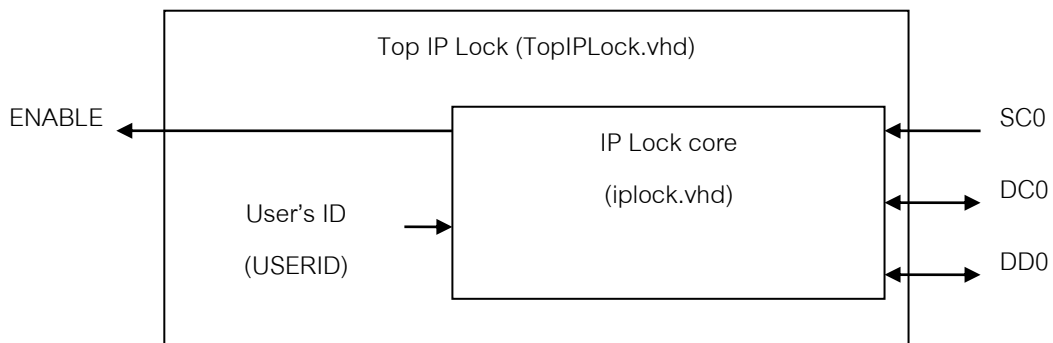 Top IP Lock (TopIPLock.vhd)
ENABLE
SC0
IP Lock core
(iplock.vhd)
DC0
User's ID
(USERID)
DD0